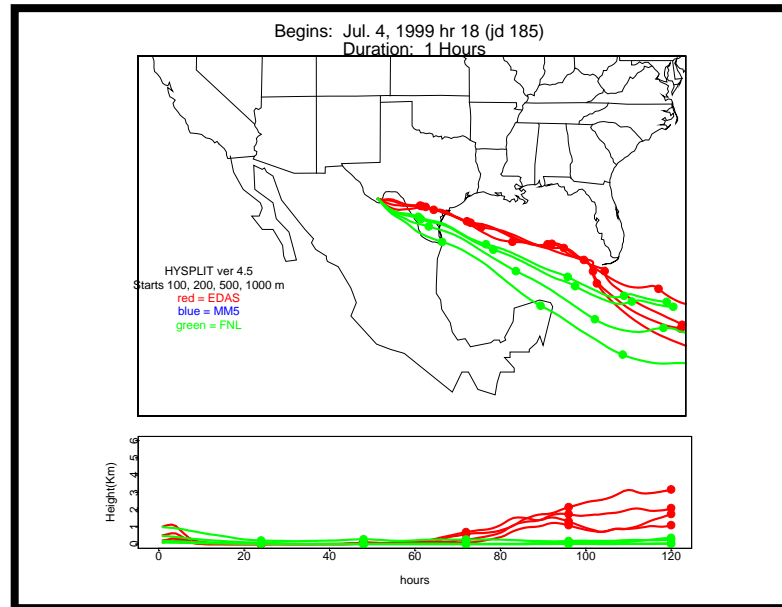 Begins: Jul. 4, 1999 hr 18 (jd 185)
Duration: 1 Hours
HYSPLIT ver 4.5
Starts 100, 200, 500, 1000 m
red = EDAS
blue = MM5
green = FNL
Height(Km)
6
5
4
3
2
1
0
0 20 40 60 80 100 120
hours